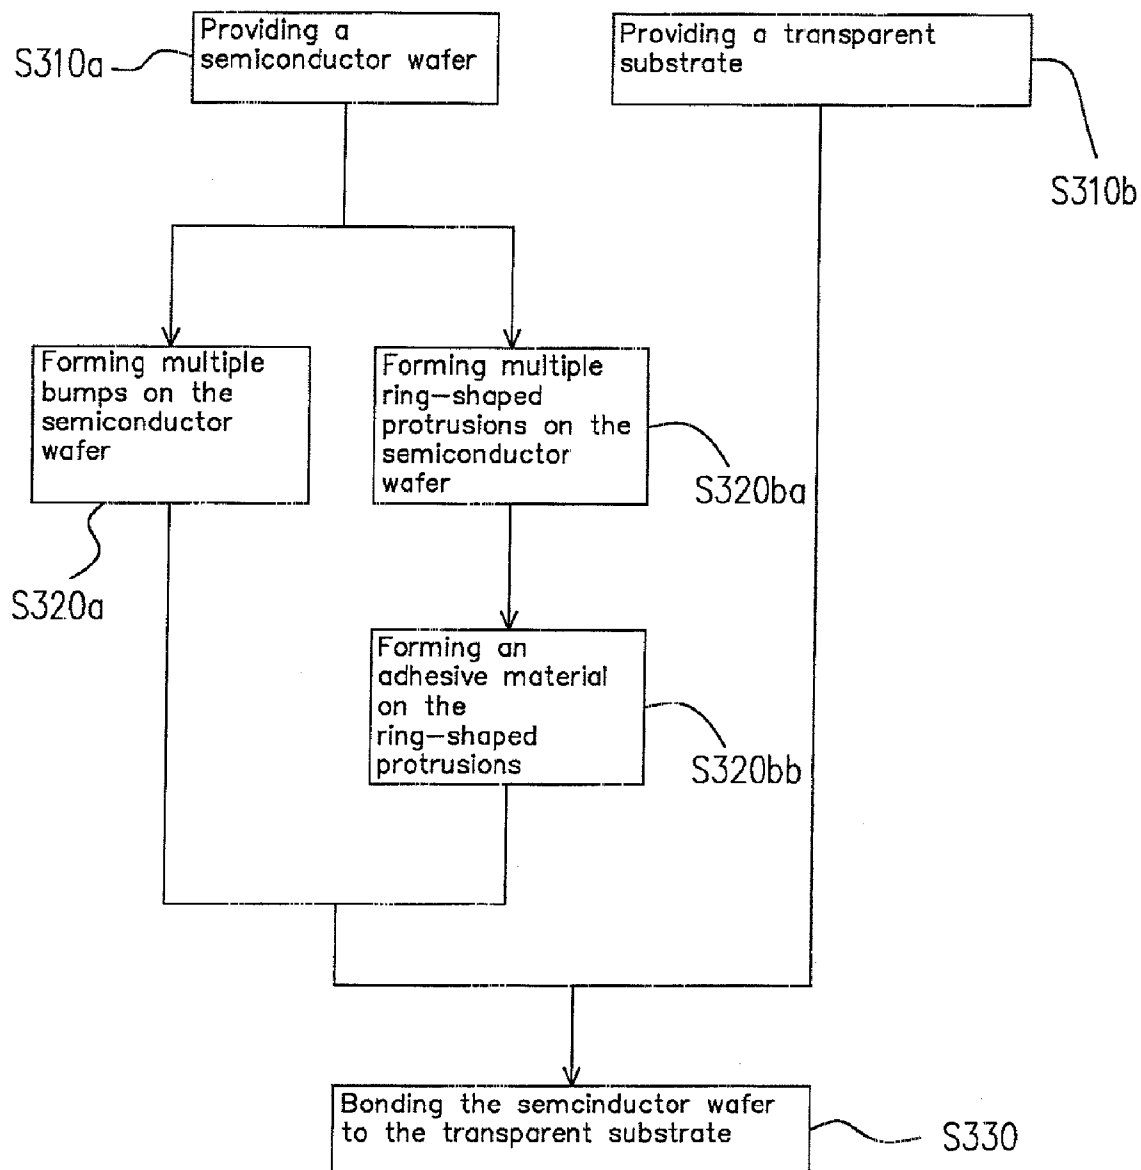 Providing a
semiconductor wafer
S310a
Providing a transparent
substrate
S310b
Forming multiple
bumps on the
semiconductor
wafer
S320a
Forming multiple
ring-shaped
protrusions on the
semiconductor
wafer
S320ba
Forming an
adhesive material
on the
ring-shaped
protrusions
S320bb
Bonding the semcinductor wafer
to the transparent substrate
S330